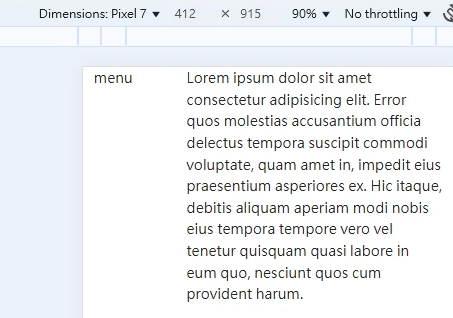 Dimensions: Pixel 7 ▼ 412 × 915 90% ▼ No throttling ▼
menu
Lorem ipsum dolor sit amet
consectetur adipisicing elit. Error
quos molestias accusantium officia
delectus tempora suscipit commodi
voluptate, quam amet in, impedit eius
praesentium asperiores ex. Hic itaque,
debitis aliquam aperiam modi nobis
eius tempora tempore vero vel
tenetur quisquam quasi labore in
eum quo, nesciunt quos cum
provident harum.